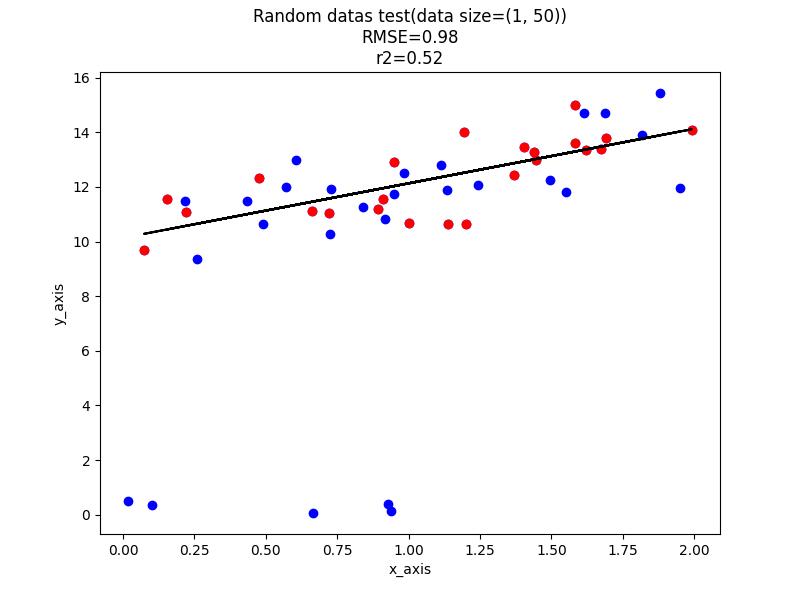 Random datas test(data size=(1, 50))
RMSE=0.98
r2=0.52
16
14
12
10
8
6
4
2
0
y_axis
0.00 0.25 0.50 0.75 1.00 1.25 1.50 1.75 2.00
x_axis